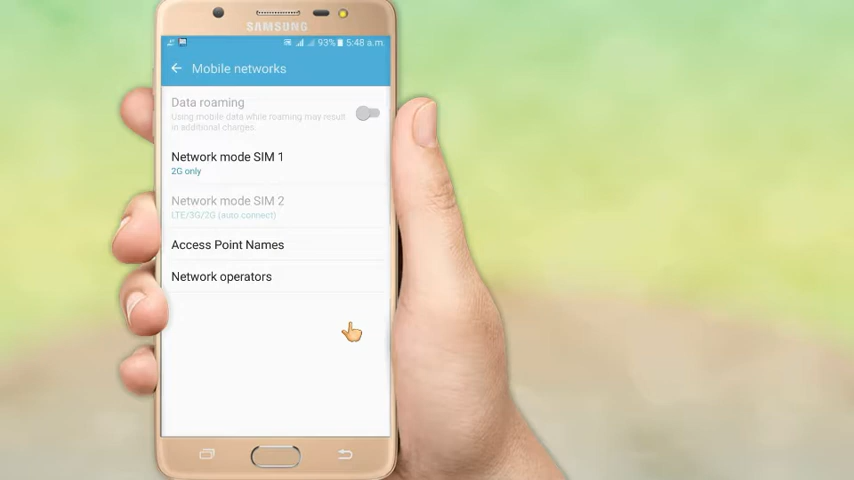 SAMSUNG
93% 5:48 a.m.
Mobile networks
Data roaming
Using mobile data while roaming may result
in additional charges.
Network mode SIM 1
2G only
Network mode SIM 2
LTE/3G/2G (auto connect)
Access Point Names
Network operators